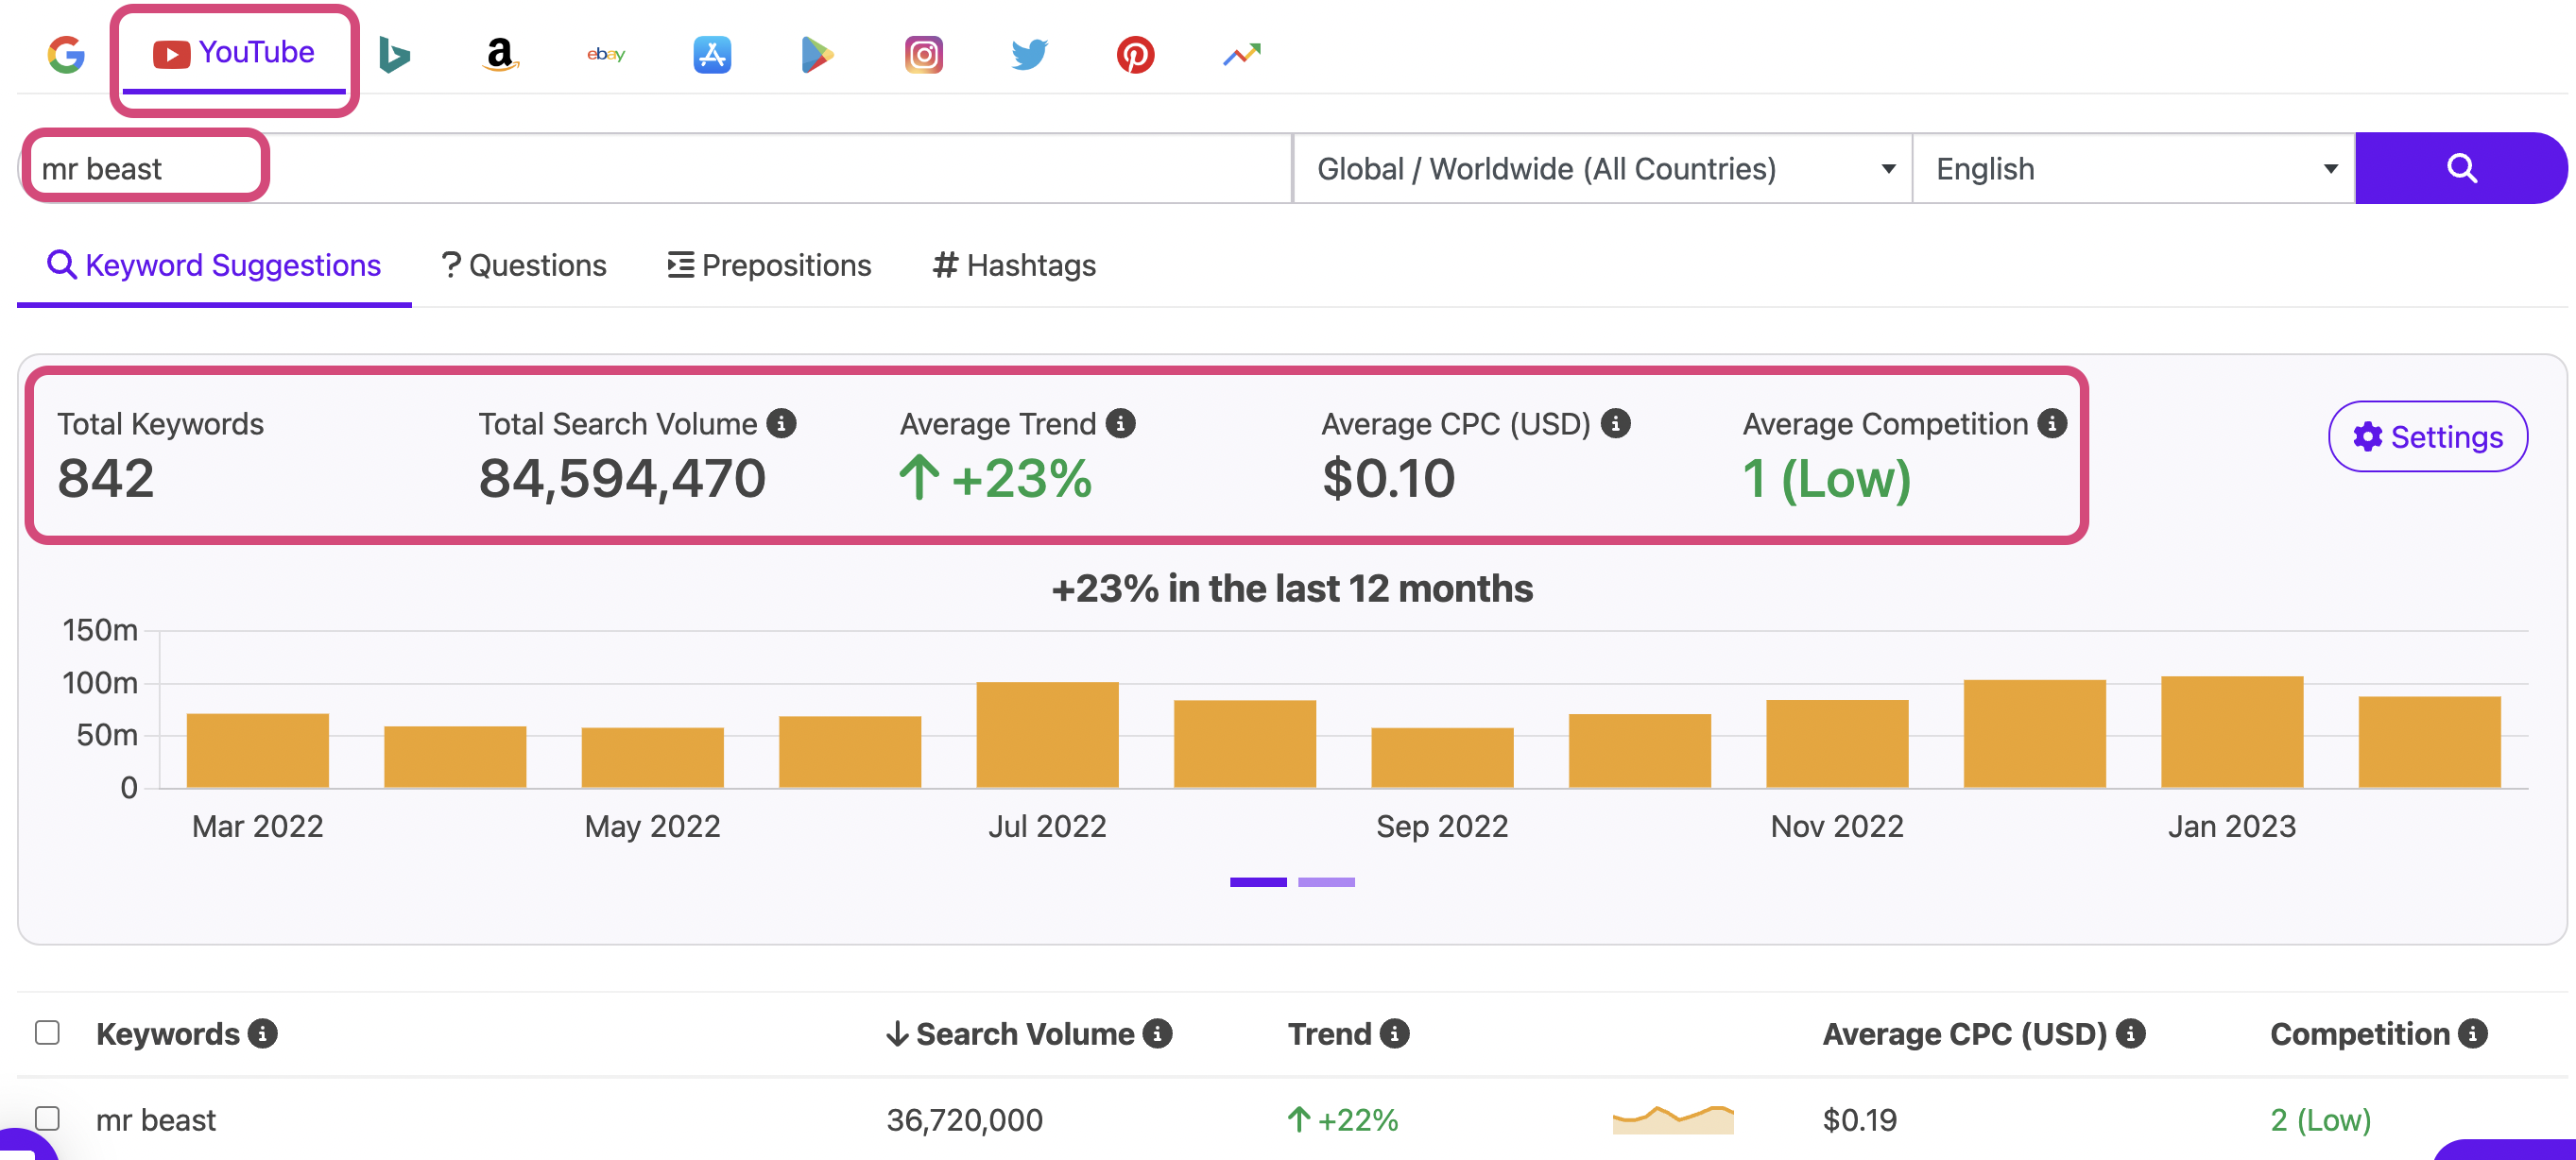 YouTube
a
ebay
mr beast
Global / Worldwide (All Countries)
English
Keyword Suggestions
? Questions
Prepositions
# Hashtags
Total Keywords
842
Total Search Volume
84,594,470
Average Trend
+23%
Average CPC (USD)
$0.10
Average Competition
1 (Low)
Settings
+23% in the last 12 months
150m
100m
50m
0
Mar 2022
May 2022
Jul 2022
Sep 2022
Nov 2022
Jan 2023
Keywords
Search Volume
Trend
Average CPC (USD)
Competition
mr beast
36,720,000
+22%
$0.19
2 (Low)